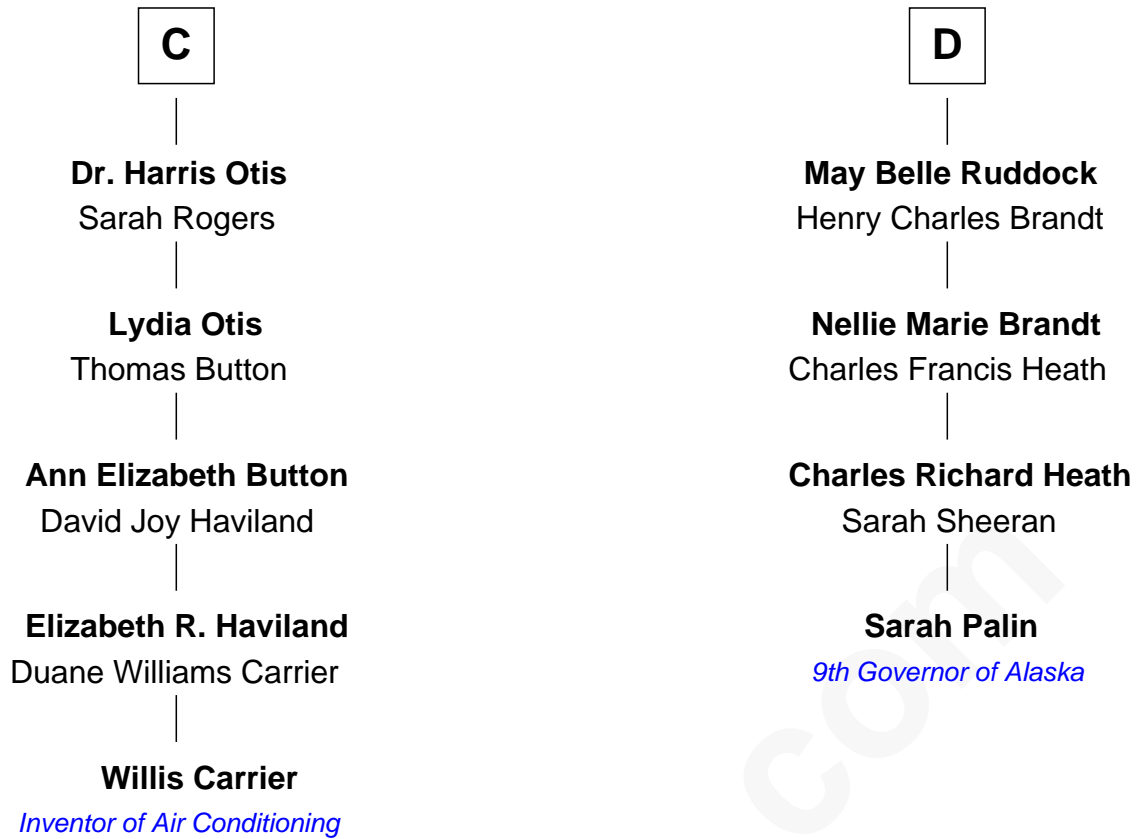 C
Dr. Harris Otis
Sarah Rogers
Lydia Otis
Thomas Button
Ann Elizabeth Button
David Joy Haviland
Elizabeth R. Haviland
Duane Williams Carrier
Willis Carrier
Inventor of Air Conditioning
D
May Belle Ruddock
Henry Charles Brandt
Nellie Marie Brandt
Charles Francis Heath
Charles Richard Heath
Sarah Sheeran
Sarah Palin
9th Governor of Alaska
com